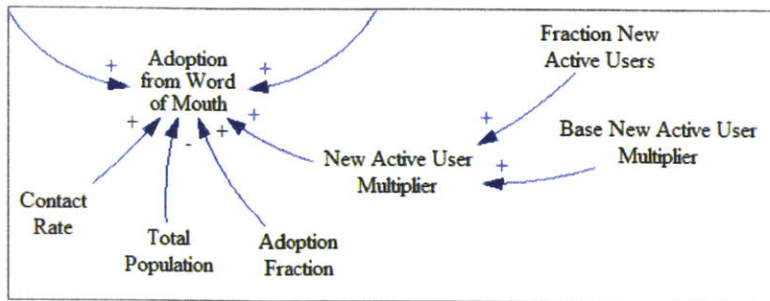 Adoption
from Word
of Mouth
+
+
+
+
-
+
Fraction New
Active Users
+
New Active User
Multiplier
+
Base New Active User
Multiplier
Contact
Rate
Total
Population
Adoption
Fraction